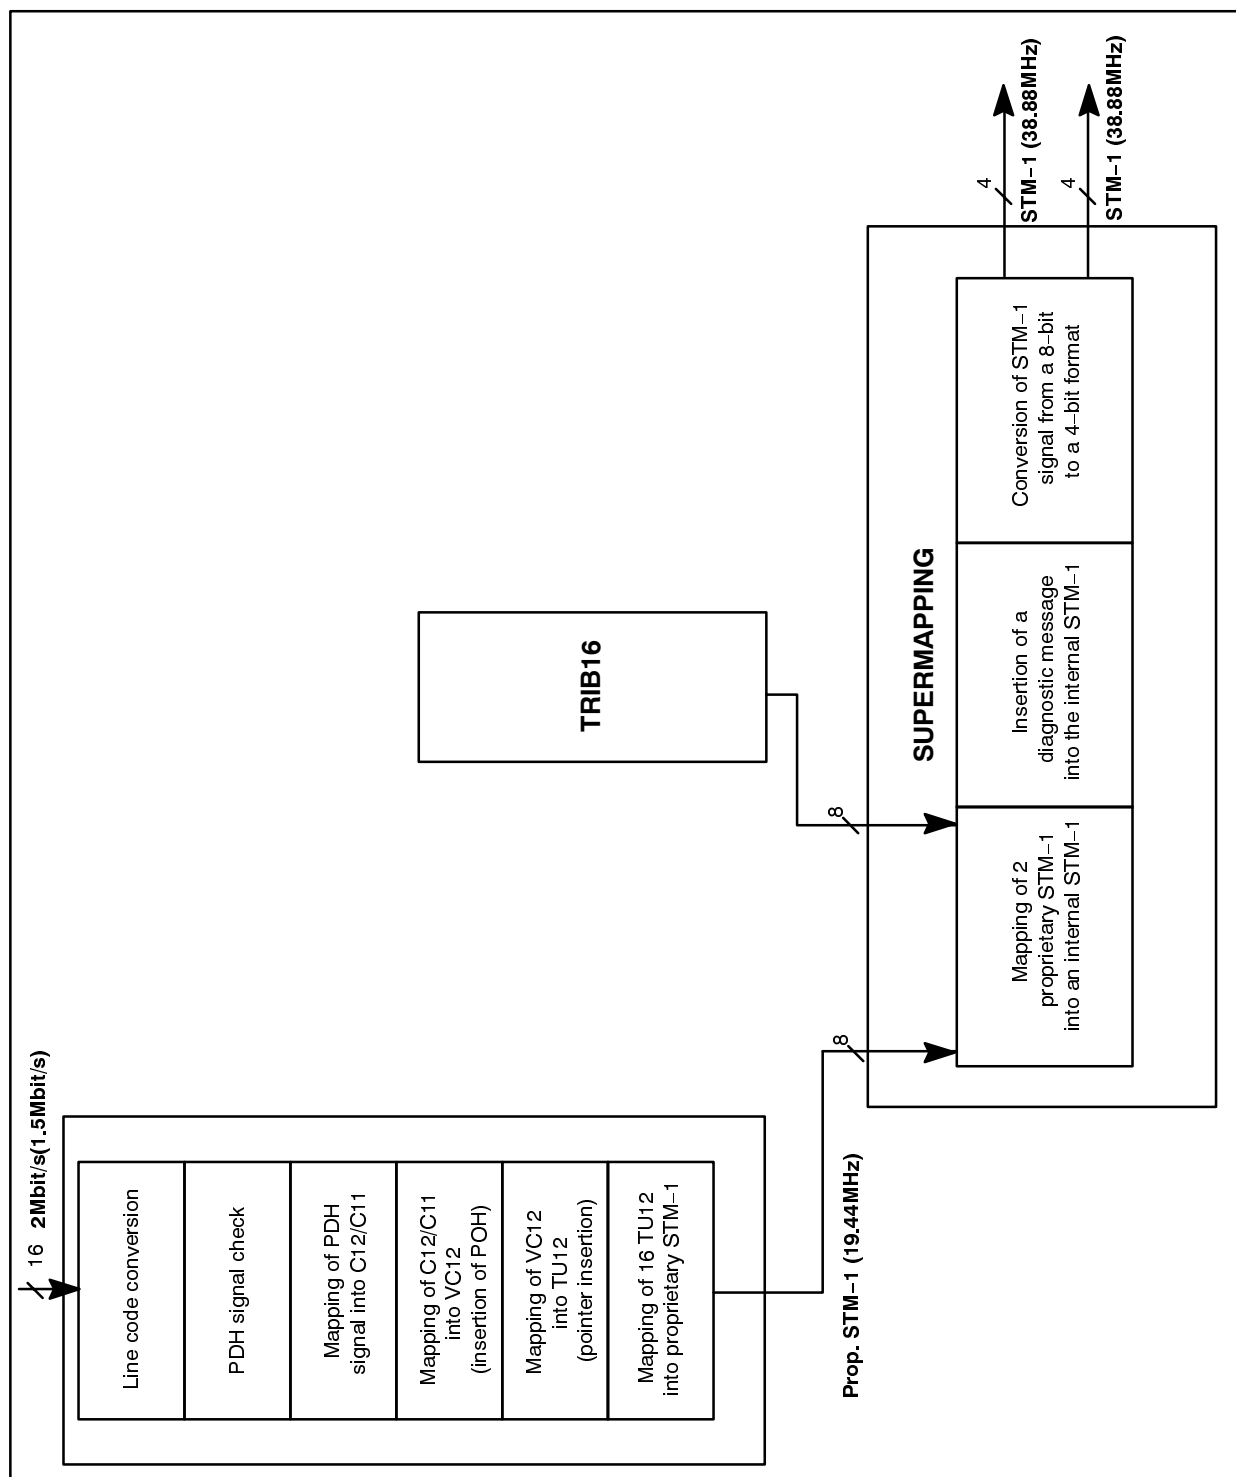 16 2Mbit/s(1.5Mbit/s)
Line code conversion
PDH signal check
Mapping of PDH
signal into C12/C11
Mapping of C12/C11
into VC12
(insertion of POH)
Mapping of VC12
into TU12
(pointer insertion)
Mapping of 16 TU12
into proprietary STM−1
Prop. STM−1 (19.44MHz)
8
TRIB16
8
SUPERMAPPING
Mapping of 2
proprietary STM−1
into an internal STM−1
Insertion of a
diagnostic message
into the internal STM−1
Conversion of STM−1
signal from a 8−bit
to a 4−bit format
4
STM−1 (38.88MHz)
4
STM−1 (38.88MHz)